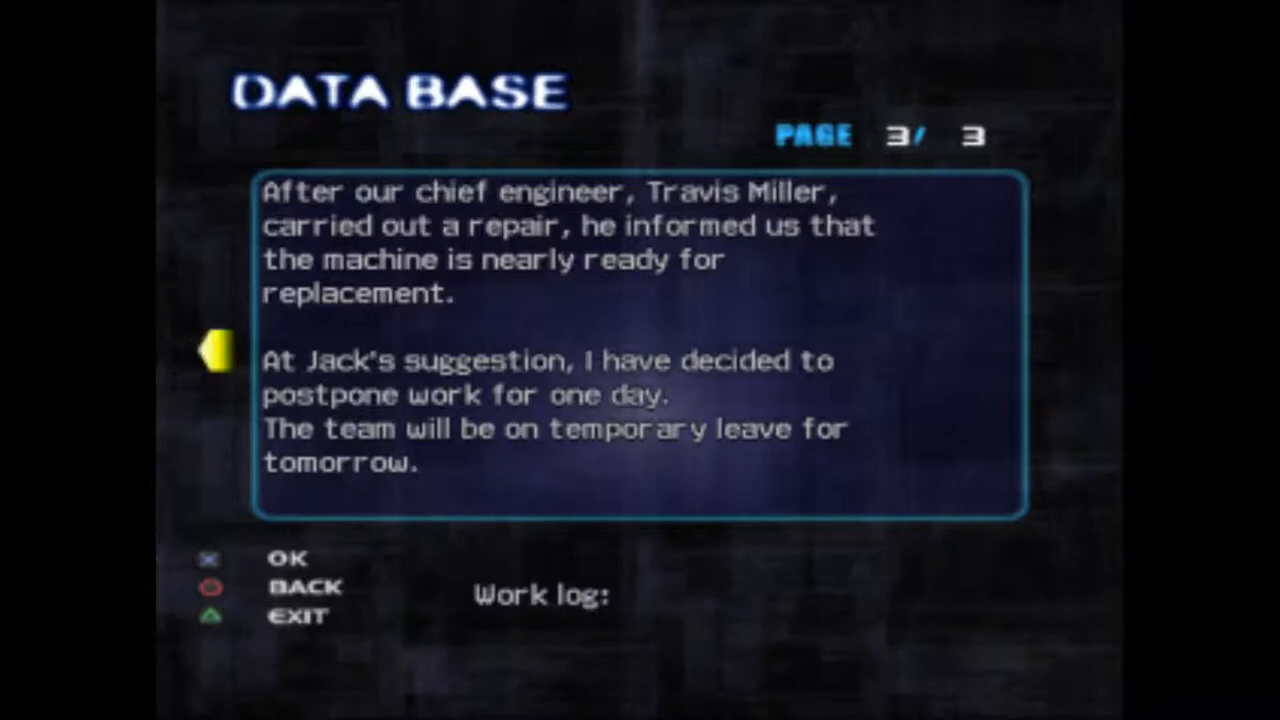 DATA BASE
PAGE 3/ 3
After our chief engineer, Travis Miller,
carried out a repair, he informed us that
the machine is nearly ready for
replacement.
At Jack's suggestion, I have decided to
postpone work for one day.
The team will be on temporary leave for
tomorrow.
OK
BACK
EXIT
Work log: